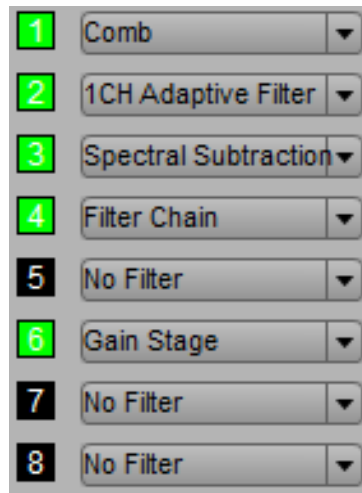 1 Comb
2 1CH Adaptive Filter
3 Spectral Subtraction
4 Filter Chain
5 No Filter
6 Gain Stage
7 No Filter
8 No Filter